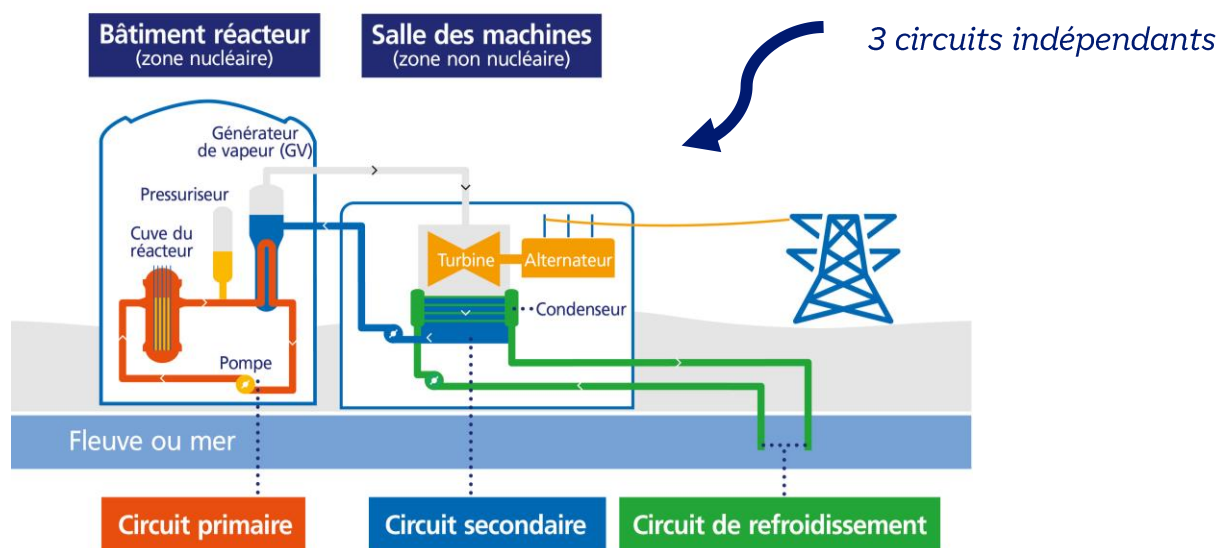 Bâtiment réacteur
(zone nucléaire)
Salle des machines
(zone non nucléaire)
3 circuits indépendants
Générateur
de vapeur (GV)
Pressuriseur
Cuve du
réacteur
Turbine
Alternateur
Condenseur
Pompe
Fleuve ou mer
Circuit primaire
Circuit secondaire
Circuit de refroidissement